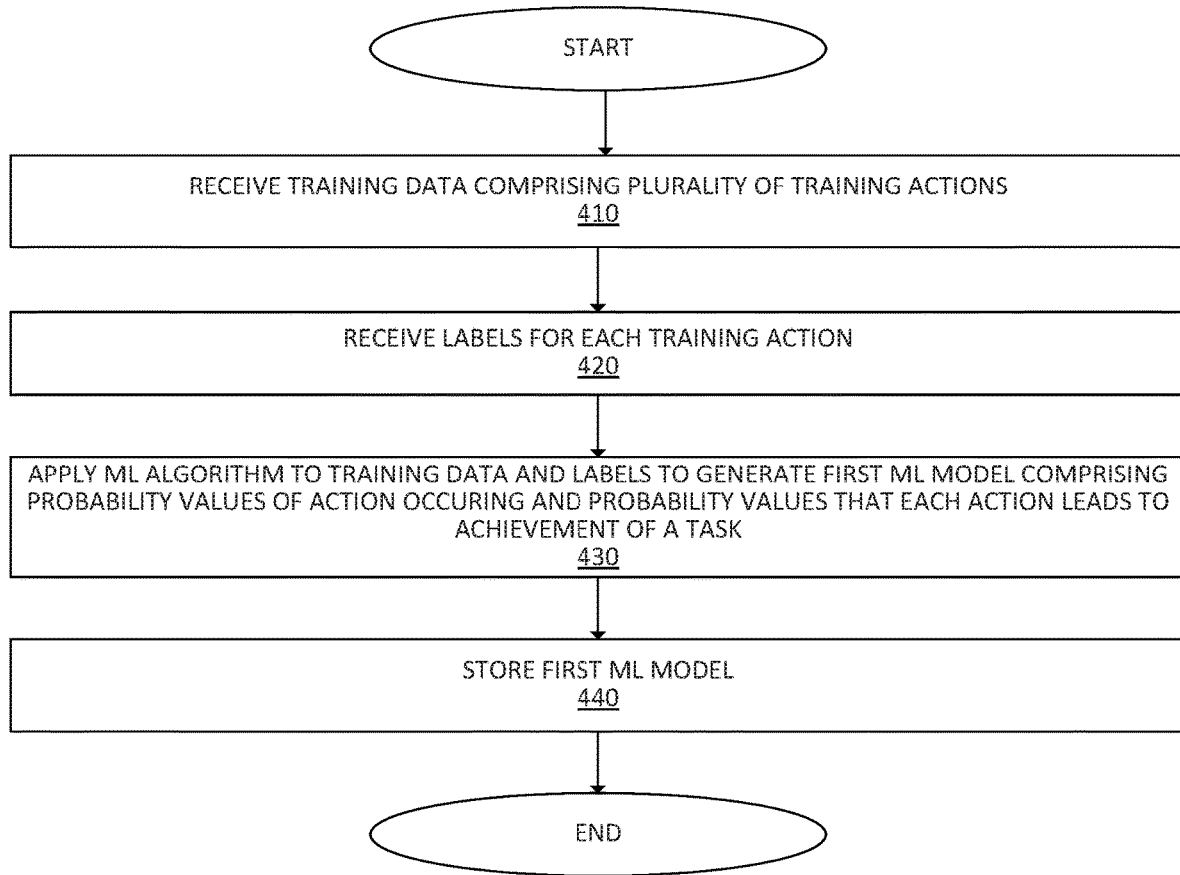 START
RECEIVE TRAINING DATA COMPRISING PLURALITY OF TRAINING ACTIONS
410
RECEIVE LABELS FOR EACH TRAINING ACTION
420
APPLY ML ALGORITHM TO TRAINING DATA AND LABELS TO GENERATE FIRST ML MODEL COMPRISING
PROBABILITY VALUES OF ACTION OCCURING AND PROBABILITY VALUES THAT EACH ACTION LEADS TO
ACHIEVEMENT OF A TASK
430
STORE FIRST ML MODEL
440
END